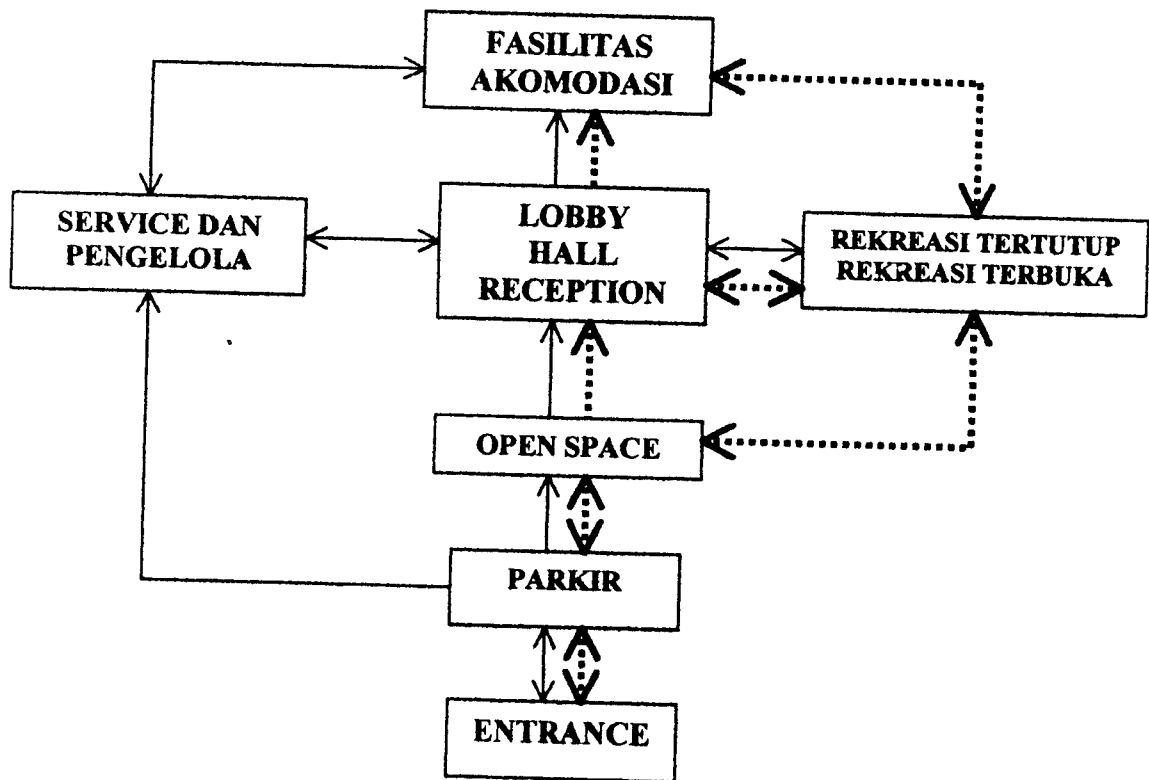 FASILITAS
AKOMODASI
SERVICE DAN
PENGELOLA
LOBBY
HALL
RECEPTION
REKREASI TERTUTUP
REKREASI TERBUKA
OPEN SPACE
PARKIR
ENTRANCE